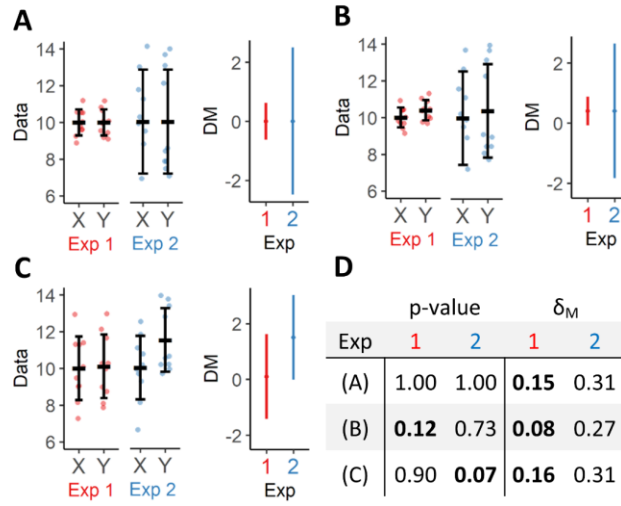 A
Data
14
12
10
8
6
X Y X Y
Exp 1 Exp 2
DM
2
0
-2
1 2
Exp
B
Data
14
12
10
8
6
X Y X Y
Exp 1 Exp 2
DM
2
0
-2
1 2
Exp
C
Data
14
12
10
8
6
X Y X Y
Exp 1 Exp 2
DM
2
0
-2
1 2
Exp
D
p-value δM
Exp 1 2 1 2
(A) 1.00 1.00 0.15 0.31
(B) 0.12 0.73 0.08 0.27
(C) 0.90 0.07 0.16 0.31